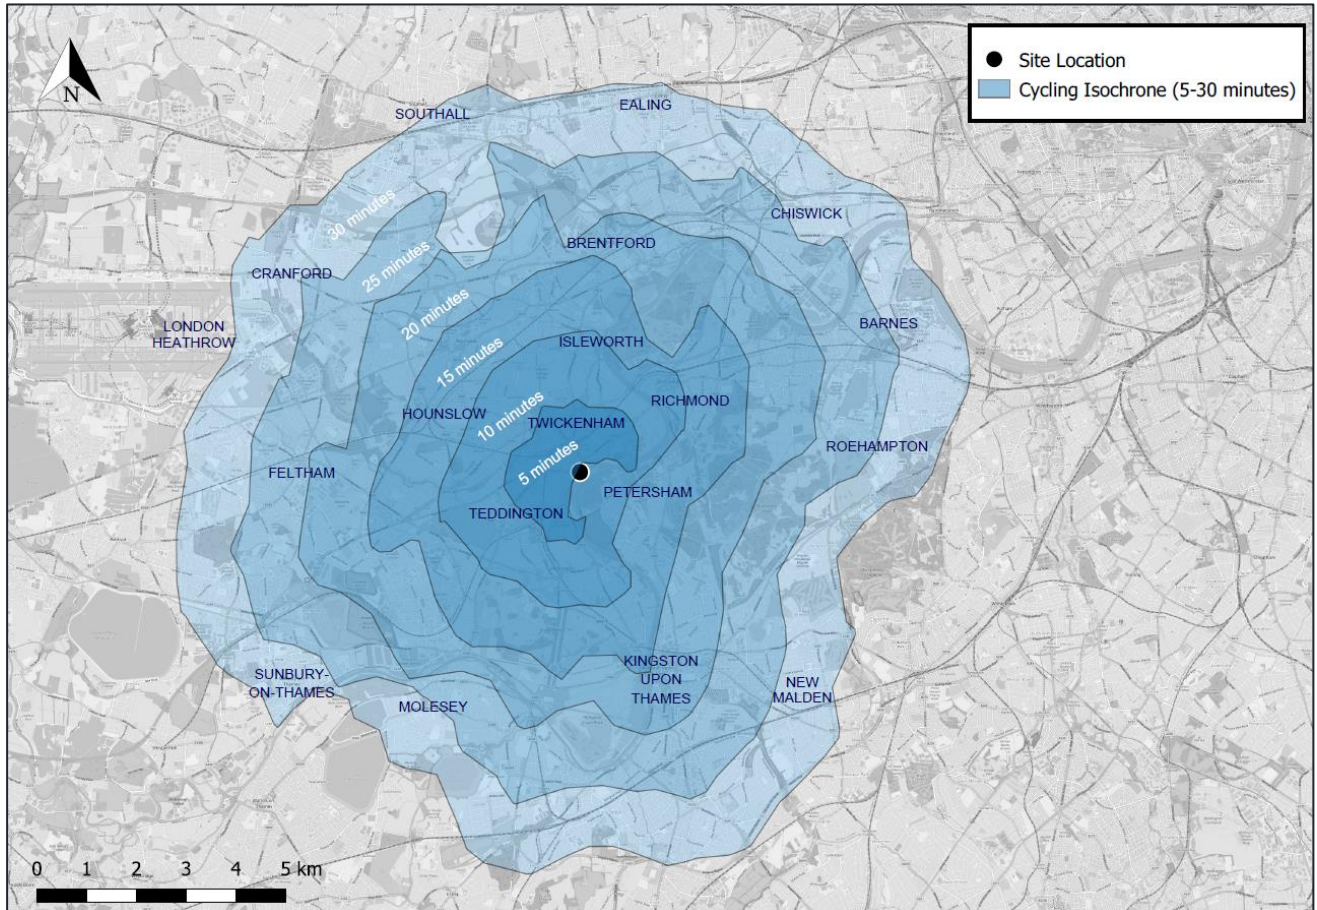 N
Site Location
Cycling Isochrone (5-30 minutes)
SOUTHALL
EALING
30 minutes
CHISWICK
25 minutes
BRENTFORD
CRANFORD
20 minutes
LONDON
HEATHROW
BARNES
15 minutes
ISLEWORTH
10 minutes
HOUNSLOW
RICHMOND
TWICKENHAM
5 minutes
ROEHAMPTON
FELTHAM
PETERSHAM
TEDDINGTON
SUNBURY-
ON-THAMES
KINGSTON
UPON
THAMES
NEW
MALDEN
MOLESEY
0 1 2 3 4 5 km